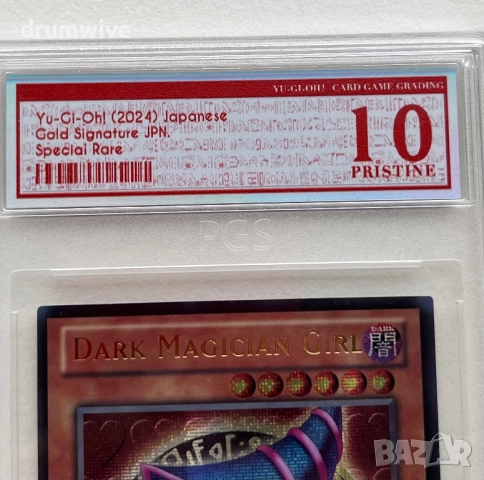 drumwive
YU-GI-OH! CARD GAME GRADING
Yu-Gi-Oh! (2024) Japanese
Gold Signature JPN.
Special Rare
10
PRISTINE
DARK MAGICIAN GIRL
DARK
闇
BAZAR